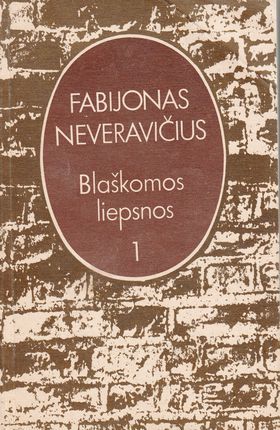 FABIJONAS
NEVERAVIČIUS
Blaškomos
liepsnos
1